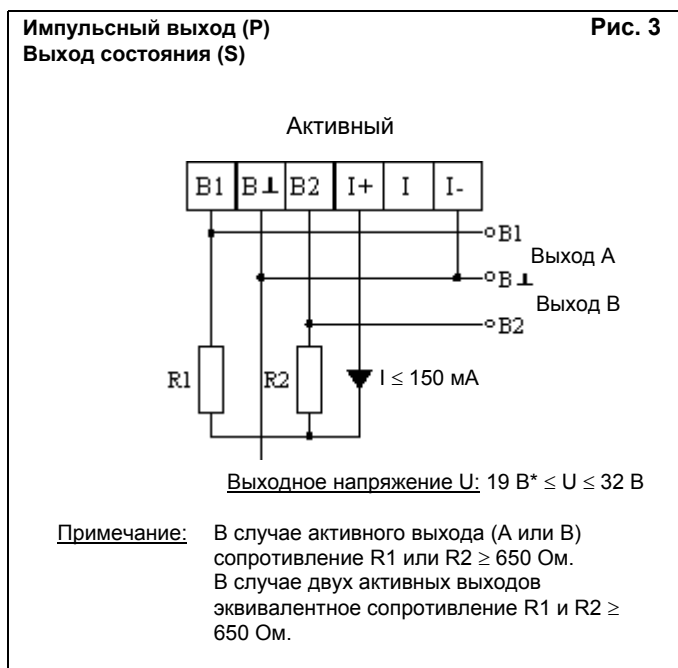 Импульсный выход (P) Рис. 3
Выход состояния (S)
Активный
B1 B⊥ B2 I+ I I-
B1
Выход A
B⊥
Выход B
B2
R1 R2 I ≤ 150 мА
Выходное напряжение U: 19 В* ≤ U ≤ 32 В
Примечание: В случае активного выхода (А или В)
сопротивление R1 или R2 ≥ 650 Ом.
В случае двух активных выходов
эквивалентное сопротивление R1 и R2 ≥
650 Ом.